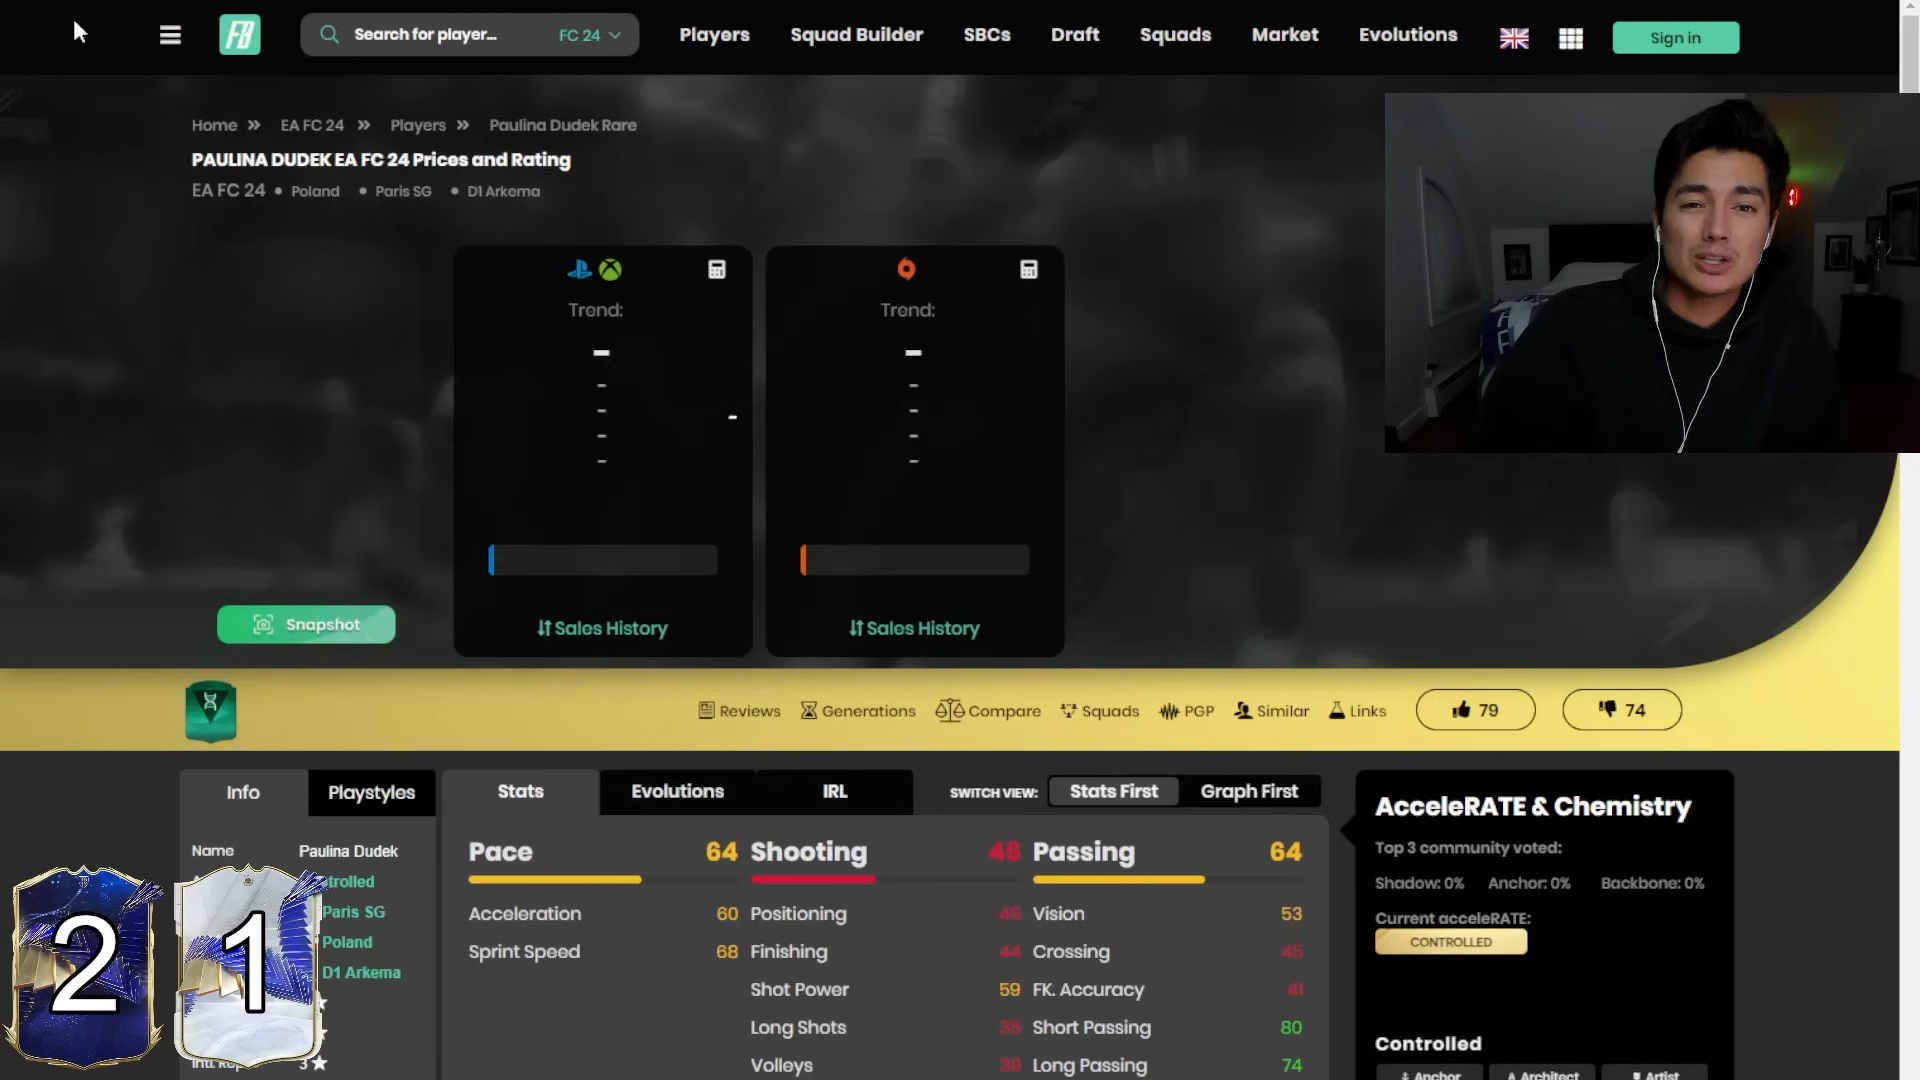 Search for player...
FC 24
Players
Squad Builder
SBCs
Draft
Squads
Market
Evolutions
Sign in
Home » EA FC 24 » Players » Paulina Dudek Rare
PAULINA DUDEK EA FC 24 Prices and Rating
EA FC 24 • Poland • Paris SG • D1 Arkema
Trend:
Trend:
Sales History
Sales History
Snapshot
Reviews
Generations
Compare
Squads
PGP
Similar
Links
79
74
Info
Playstyles
Stats
Evolutions
IRL
SWITCH VIEW:
Stats First
Graph First
Name Paulina Dudek
Paris SG
Poland
D1 Arkema
3
2
1
Pace 64
Acceleration 60
Sprint Speed 68
Shooting 46
Positioning
Finishing 44
Shot Power 59
Long Shots
Volleys
Passing 64
Vision 53
Crossing 45
FK. Accuracy 41
Short Passing 80
Long Passing 74
AcceleRATE & Chemistry
Top 3 community voted:
Shadow: 0% Anchor: 0% Backbone: 0%
Current acceleRATE:
CONTROLLED
Controlled
Anchor
Architect
Artist